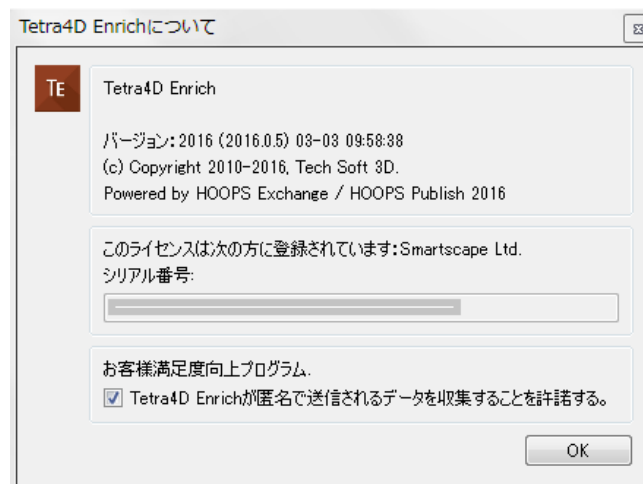 Tetra4D Enrichについて
TE
Tetra4D Enrich
バージョン: 2016 (2016.0.5) 03-03 09:58:38
(c) Copyright 2010-2016, Tech Soft 3D.
Powered by HOOPS Exchange / HOOPS Publish 2016
このライセンスは次の方に登録されています: Smartscape Ltd.
シリアル番号:
お客様満足度向上プログラム.
Tetra4D Enrichが匿名で送信されるデータを収集することを許諾する。
OK